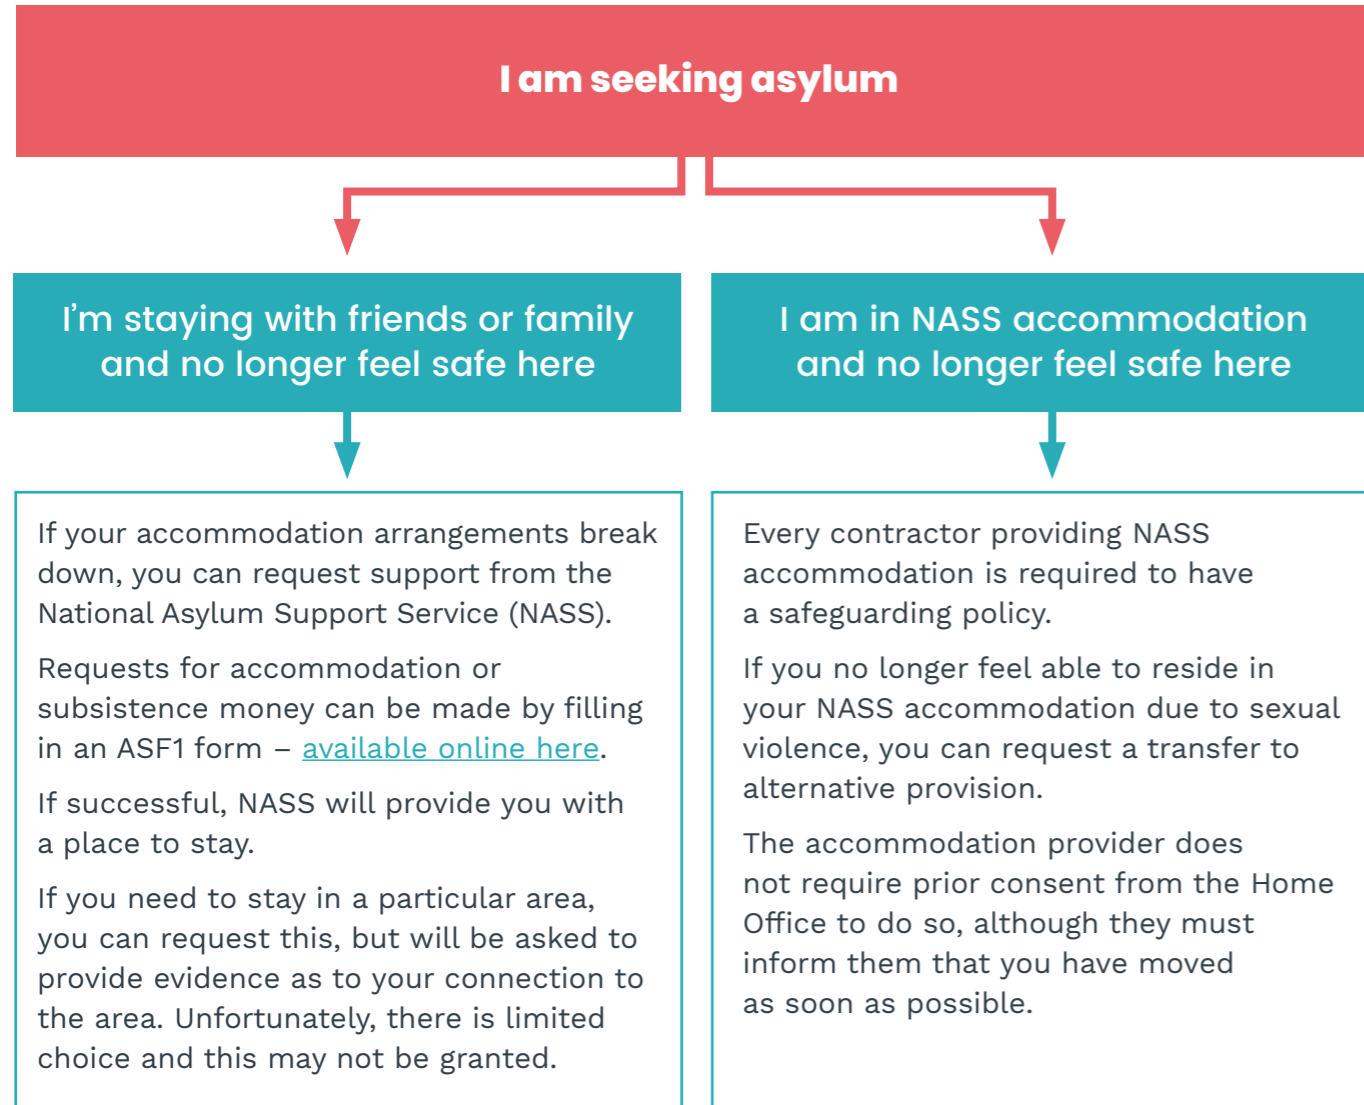 I am seeking asylum
I'm staying with friends or family
and no longer feel safe here
If your accommodation arrangements break
down, you can request support from the
National Asylum Support Service (NASS).
Requests for accommodation or
subsistence money can be made by filling
in an ASF1 form – available online here.
If successful, NASS will provide you with
a place to stay.
If you need to stay in a particular area,
you can request this, but will be asked to
provide evidence as to your connection to
the area. Unfortunately, there is limited
choice and this may not be granted.
I am in NASS accommodation
and no longer feel safe here
Every contractor providing NASS
accommodation is required to have
a safeguarding policy.
If you no longer feel able to reside in
your NASS accommodation due to sexual
violence, you can request a transfer to
alternative provision.
The accommodation provider does
not require prior consent from the Home
Office to do so, although they must
inform them that you have moved
as soon as possible.